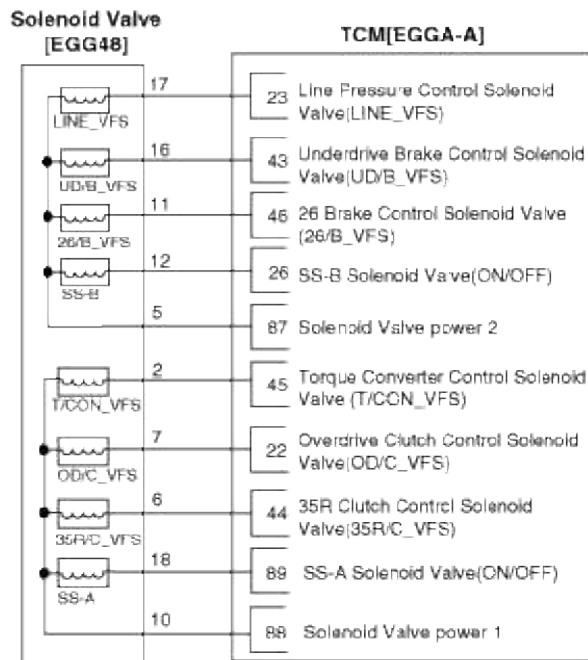 Solenoid Valve
[EGG48]
TCM[EGGA-A]
LINE_VFS
17
23
Line Pressure Control Solenoid
Valve(LINE_VFS)
UD/B_VFS
16
43
Underdrive Brake Control Solenoid
Valve(UD/B_VFS)
26/B_VFS
11
46
26 Brake Control Solenoid Valve
(26/B_VFS)
SS-B
12
26
SS-B Solenoid Valve(ON/OFF)
5
87
Solenoid Valve power 2
T/CON_VFS
2
45
Torque Converter Control Solenoid
Valve (T/CON_VFS)
OD/C_VFS
7
22
Overdrive Clutch Control Solenoid
Valve(OD/C_VFS)
35R/C_VFS
6
44
35R Clutch Control Solenoid
Valve(35R/C_VFS)
SS-A
18
89
SS-A Solenoid Valve(ON/OFF)
10
88
Solenoid Valve power 1